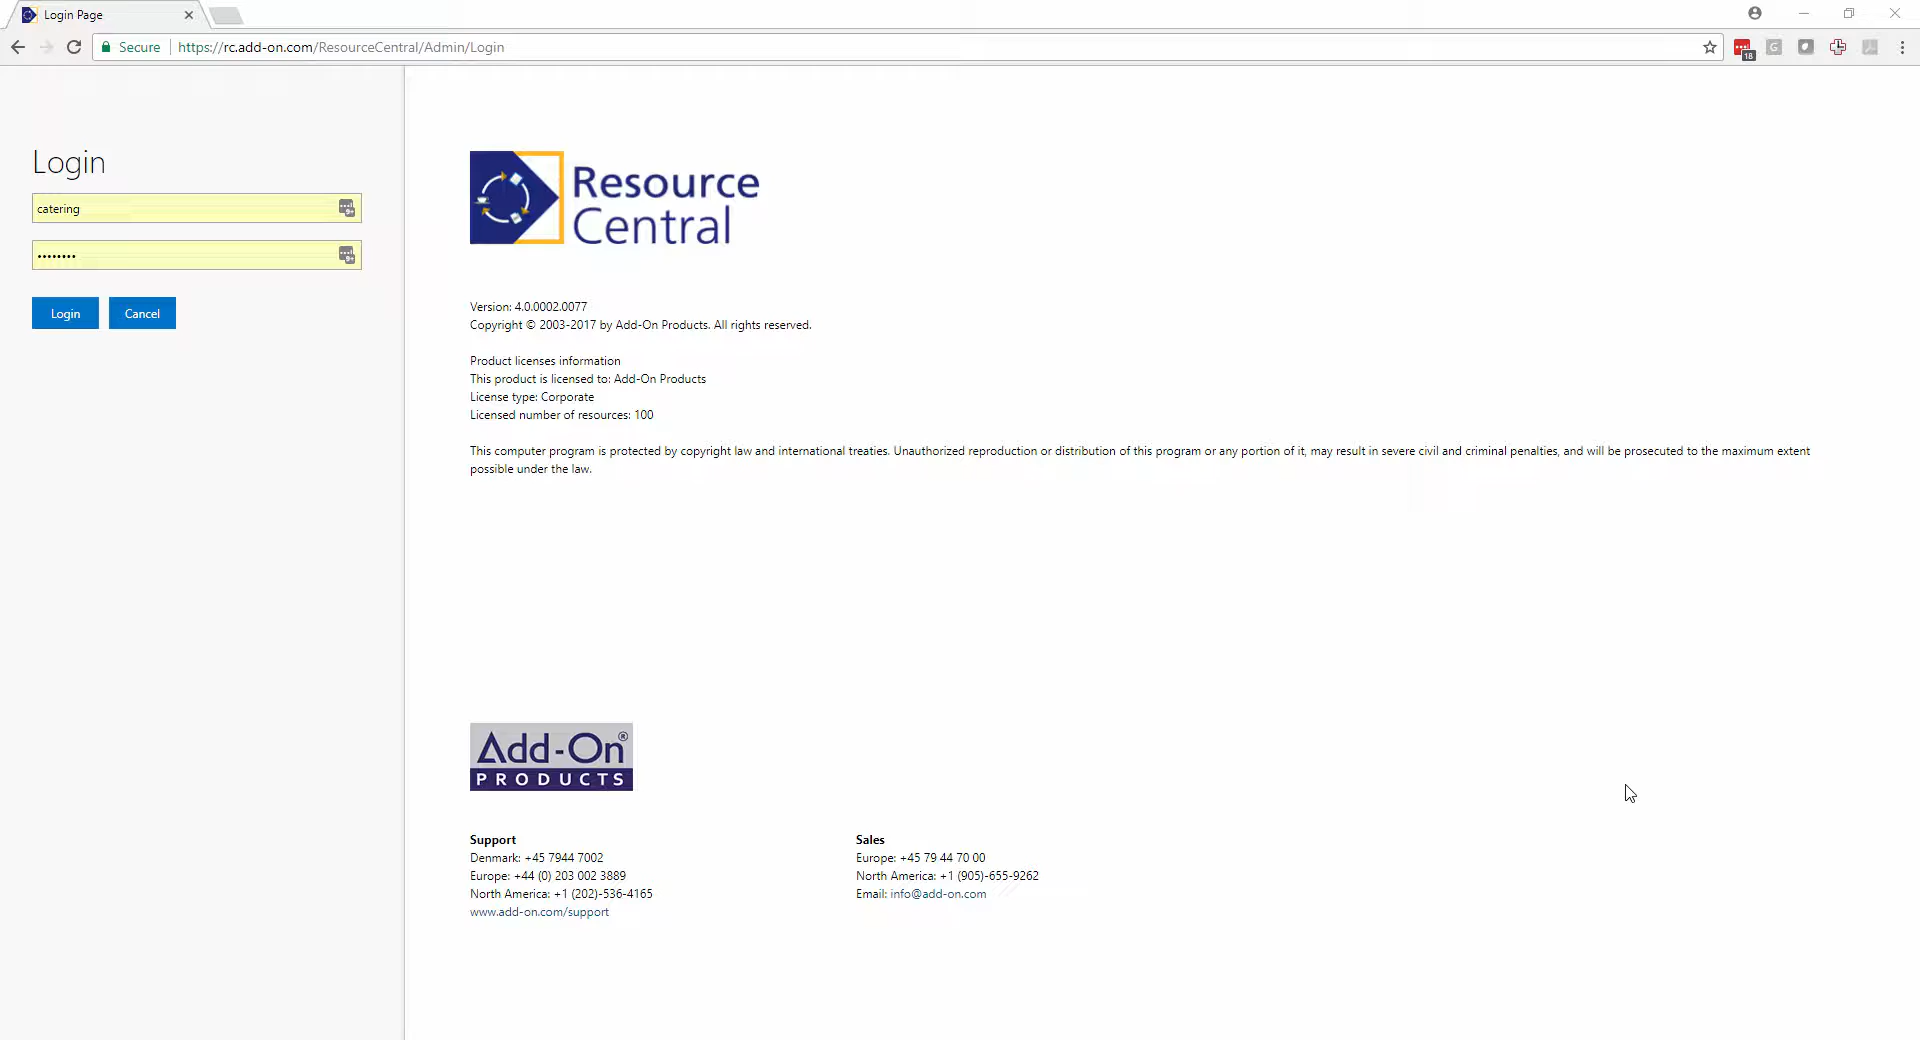 Login Page
Secure https://rc.add-on.com/ResourceCentral/Admin/Login
18
G
Login
catering
••••••••
Login Cancel
Resource
Central
Version: 4.0.0002.0077
Copyright © 2003-2017 by Add-On Products. All rights reserved.
Product licenses information
This product is licensed to: Add-On Products
License type: Corporate
Licensed number of resources: 100
This computer program is protected by copyright law and international treaties. Unauthorized reproduction or distribution of this program or any portion of it, may result in severe civil and criminal penalties, and will be prosecuted to the maximum extent
possible under the law.
Add-On®
PRODUCTS
Support
Denmark: +45 7944 7002
Europe: +44 (0) 203 002 3889
North America: +1 (202)-536-4165
www.add-on.com/support
Sales
Europe: +45 79 44 70 00
North America: +1 (905)-655-9262
Email: info@add-on.com